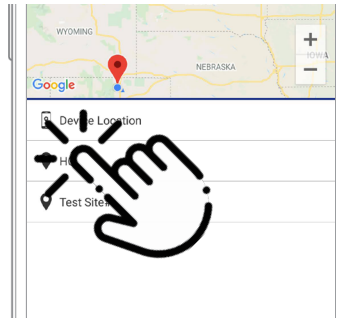 WYOMING
NEBRASKA
IOWA
Google
Device Location
Test Site